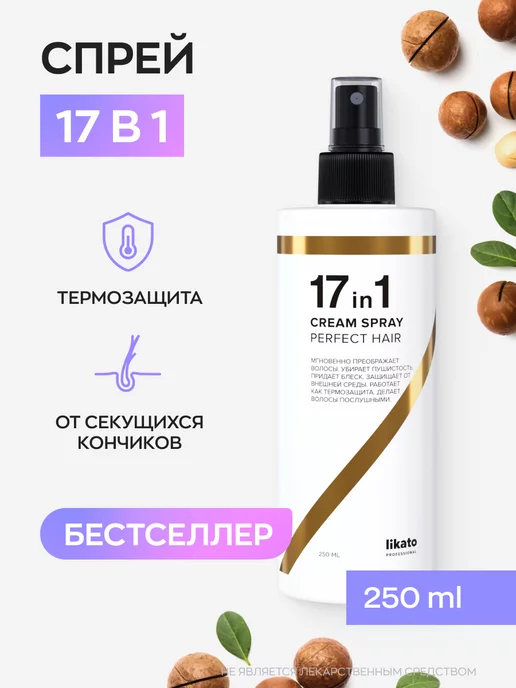 СПРЕЙ
17 В 1
ТЕРМОЗАЩИТА
ОТ СЕКУЩИХСЯ
КОНЧИКОВ
БЕСТСЕЛЛЕР
17 in 1
CREAM SPRAY
PERFECT HAIR
МГНОВЕННО ПРЕОБРАЖАЕТ
ВОЛОСЫ. УБИРАЕТ ПУШИСТОСТЬ,
ПРИДАЕТ БЛЕСК, ЗАЩИЩАЕТ ОТ
ВНЕШНЕЙ СРЕДЫ, РАБОТАЕТ
КАК ТЕРМОЗАЩИТА, ДЕЛАЕТ
ВОЛОСЫ ПОСЛУШНЫМИ.
250 ML
likato
PROFESSIONAL
250 ml
НЕ ЯВЛЯЕТСЯ ЛЕКАРСТВЕННЫМ СРЕДСТВОМ